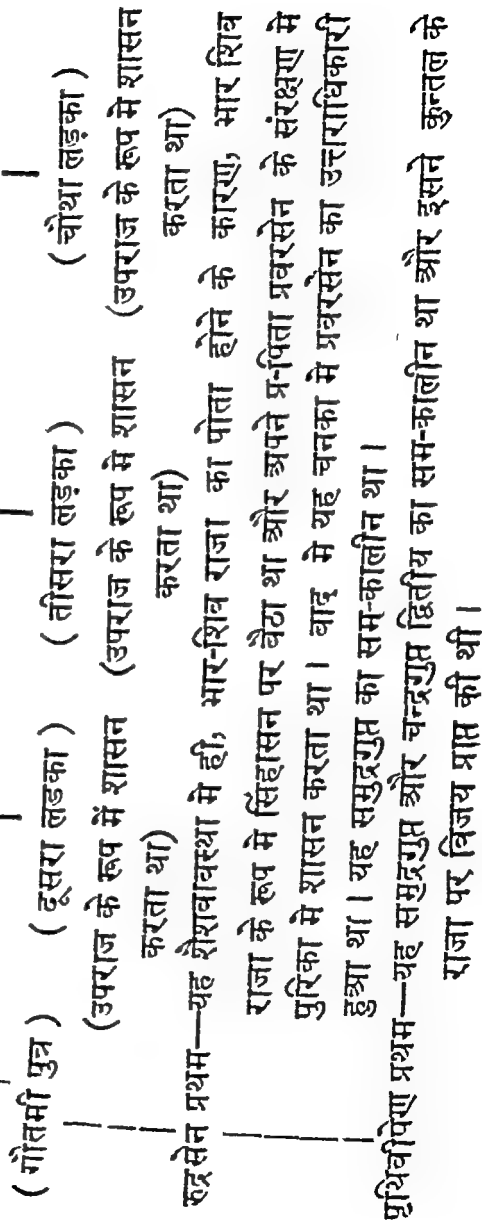 ( गौतमी पुत्र ) ( दूसरा लडका ) ( तीसरा लड़का ) ( चौथा लड़का )
(उपराज के रूप में शासन (उपराज के रूप मे शासन (उपराज के रूप मे शासन
करता था) करता था) करता था)
रुद्रसेन प्रथम—यह शैशवावस्था मे ही, भार-शिव राजा का पोता होने के कारण, भार शिव
राजा के रूप मे सिंहासन पर बैठा था और अपने प्र-पिता प्रवरसेन के संरक्षण मे
पुरिका मे शासन करता था। बाद मे यह चनका मे प्रवरसेन का उत्तराधिकारी
हुआ था। यह समुद्रगुप्त का सम-कालीन था।
पृथिवीषेण प्रथम—यह समुद्रगुप्त और चन्द्रगुप्त द्वितीय का सम-कालीन था और इसने कुन्तल के
राजा पर विजय प्राप्त की थी।